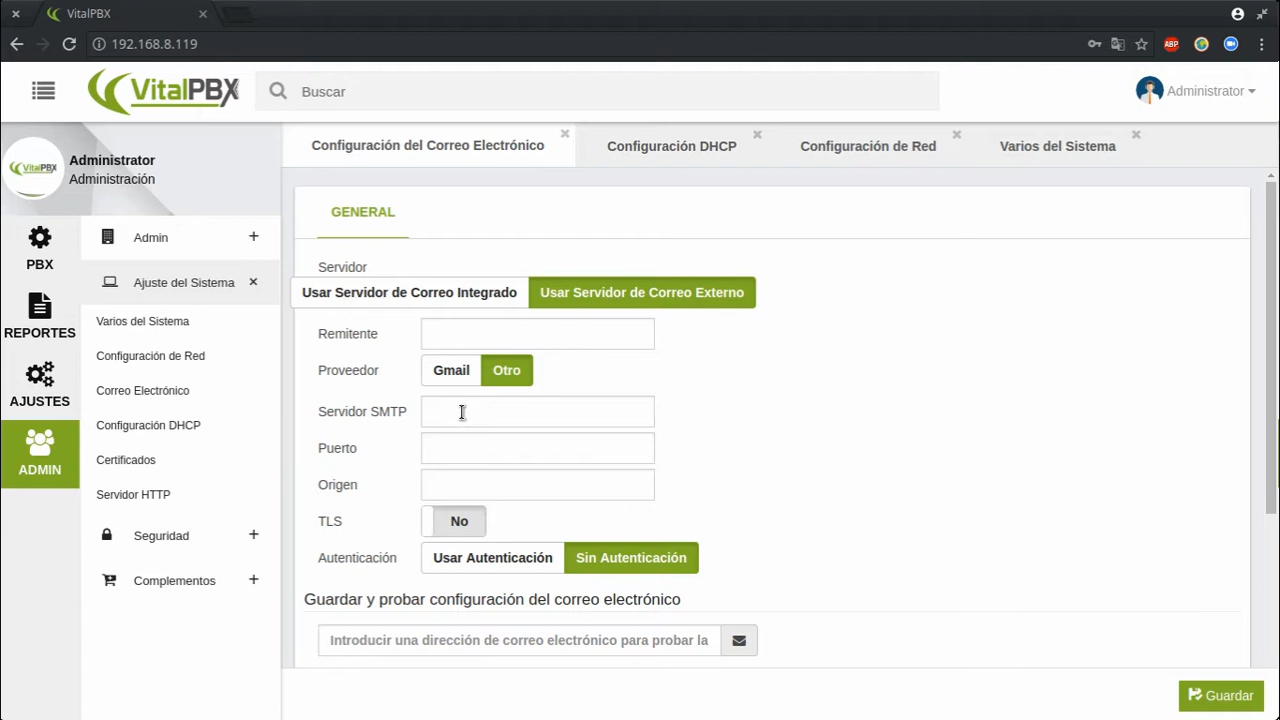 VitalPBX
192.168.8.119
ABP
VitalPBX
Buscar
Administrator
VitalPBX
Administrator
Administración
Configuración del Correo Electrónico
Configuración DHCP
Configuración de Red
Varios del Sistema
PBX
REPORTES
AJUSTES
ADMIN
Admin
Ajuste del Sistema
Varios del Sistema
Configuración de Red
Correo Electrónico
Configuración DHCP
Certificados
Servidor HTTP
Seguridad
Complementos
GENERAL
Servidor
Usar Servidor de Correo Integrado Usar Servidor de Correo Externo
Remitente
Proveedor Gmail Otro
Servidor SMTP
Puerto
Origen
TLS No
Autenticación Usar Autenticación Sin Autenticación
Guardar y probar configuración del correo electrónico
Introducir una dirección de correo electrónico para probar la
Guardar